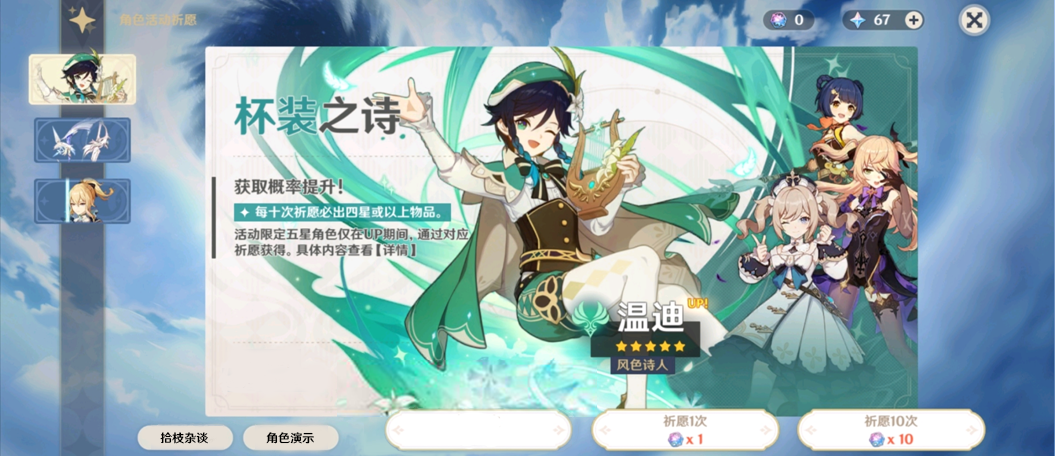 角色活动祈愿
0
67
杯装之诗
获取概率提升！
每十次祈愿必出四星或以上物品。
活动限定五星角色仅在UP期间，通过对应
祈愿获得。具体内容查看【详情】
温迪
UP!
风色诗人
拾枝杂谈
角色演示
祈愿1次
x 1
祈愿10次
x 10